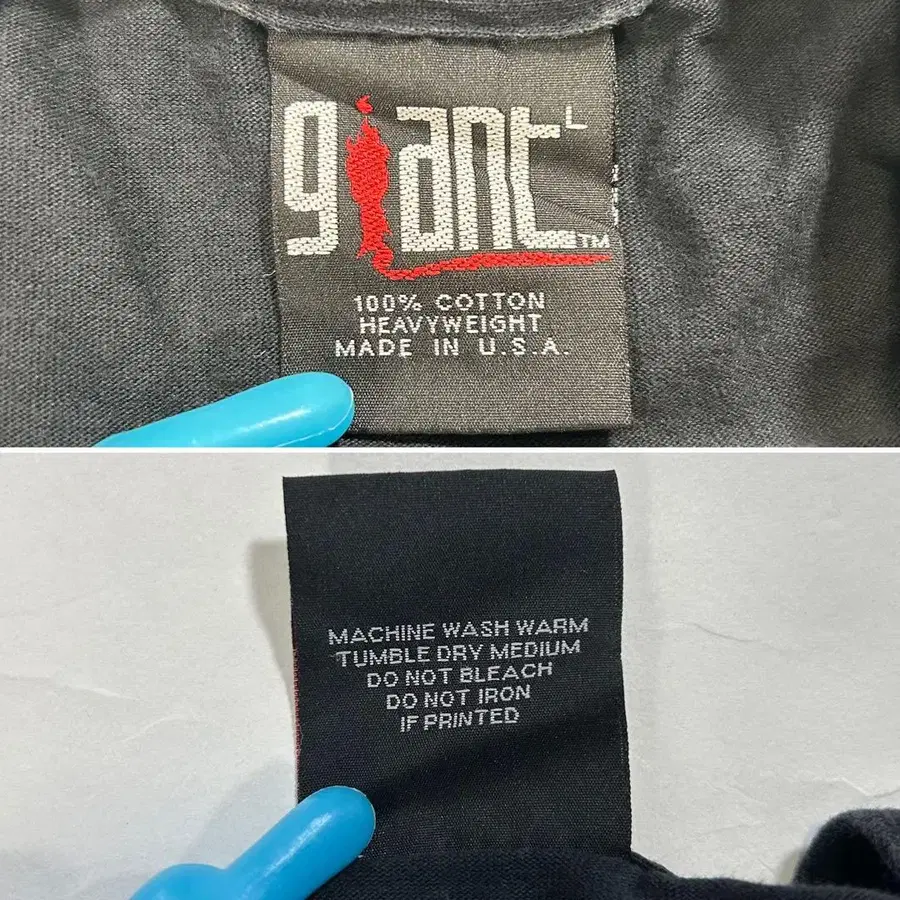 giant L
TM
100% COTTON
HEAVYWEIGHT
MADE IN U.S.A.
MACHINE WASH WARM
TUMBLE DRY MEDIUM
DO NOT BLEACH
DO NOT IRON
IF PRINTED